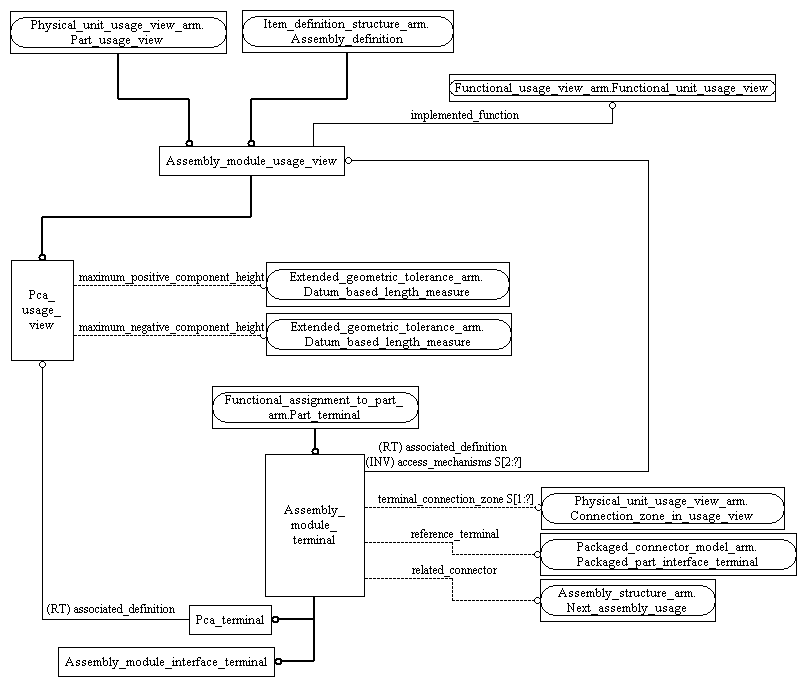 Physical_unit_usage_view_arm.
Part_usage_view
Item_definition_structure_arm.
Assembly_definition
Functional_usage_view_arm.Functional_unit_usage_view
implemented_function
Assembly_module_usage_view
Pca_
usage_
view
maximum_positive_component_height
Extended_geometric_tolerance_arm.
Datum_based_length_measure
maximum_negative_component_height
Extended_geometric_tolerance_arm.
Datum_based_length_measure
Functional_assignment_to_part_
arm.Part_terminal
(RT) associated_definition
(INV) access_mechanisms S[2:?]
Assembly_
module_
terminal
terminal_connection_zone S[1:?]
Physical_unit_usage_view_arm.
Connection_zone_in_usage_view
reference_terminal
Packaged_connector_model_arm.
Packaged_part_interface_terminal
related_connector
Assembly_structure_arm.
Next_assembly_usage
(RT) associated_definition
Pca_terminal
Assembly_module_interface_terminal